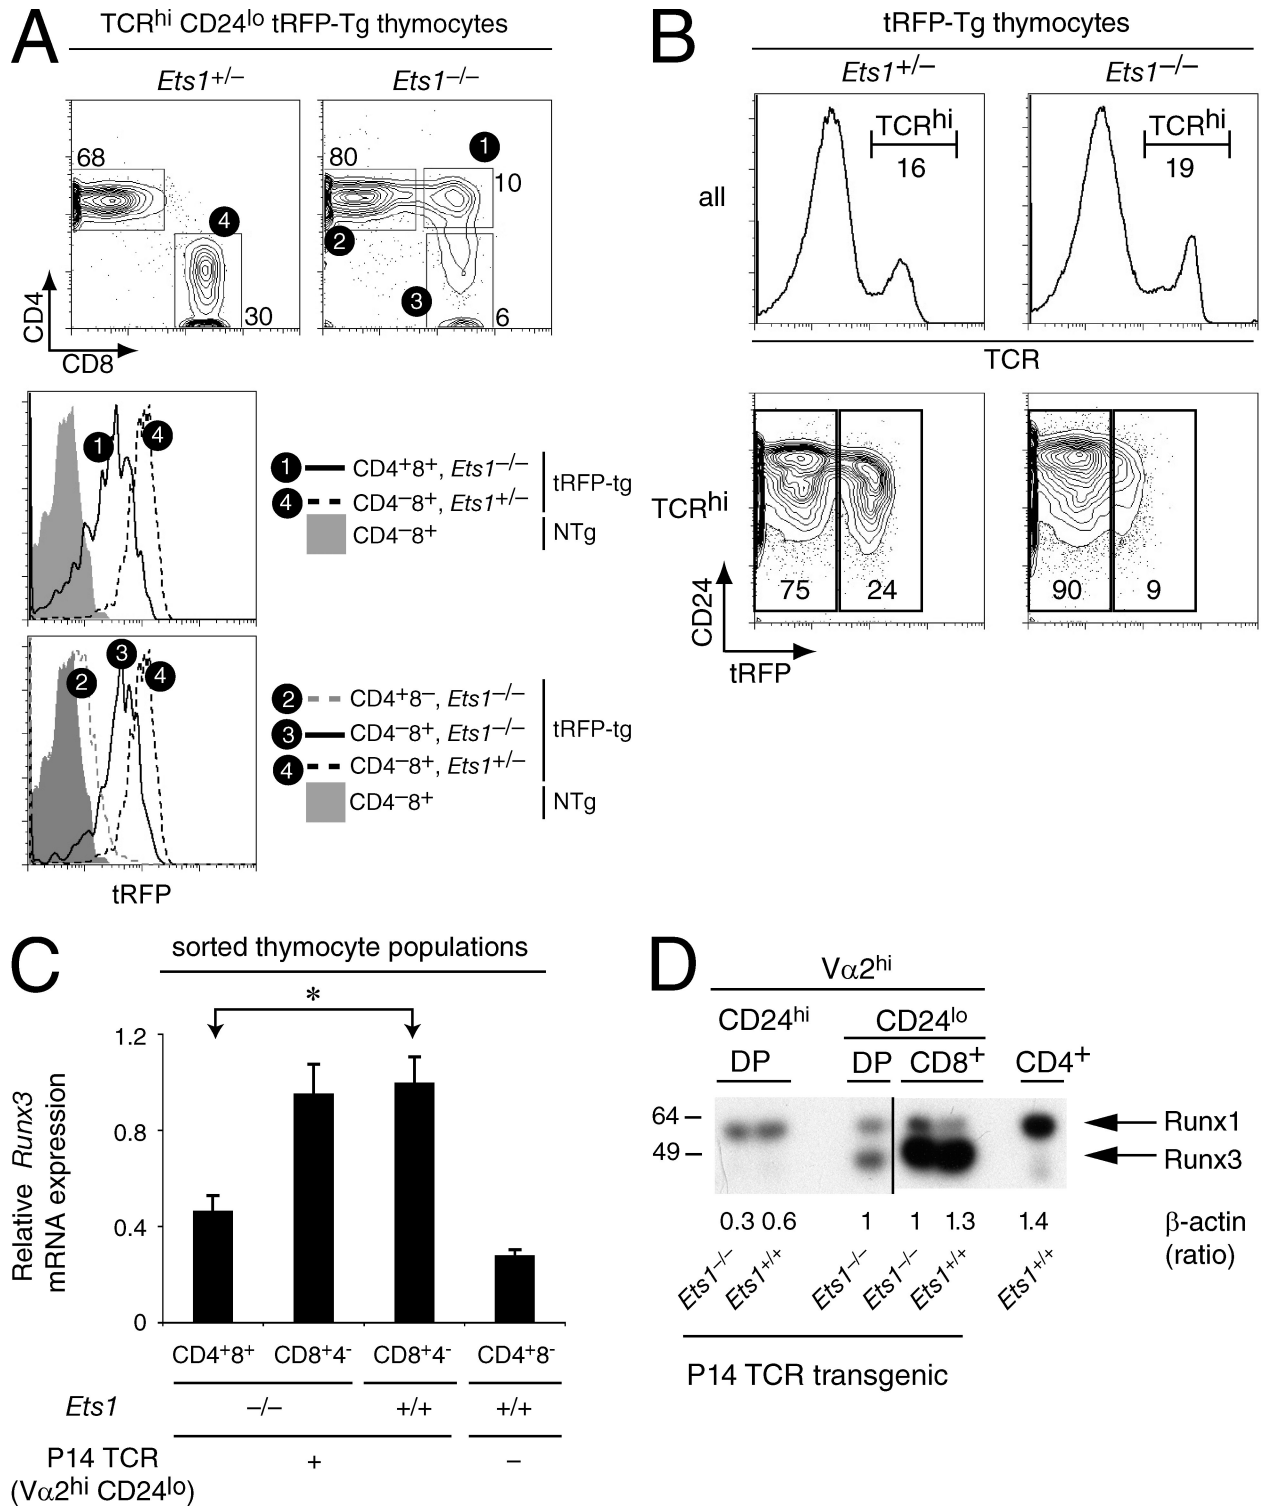 A
TCRhi CD24lo tRFP-Tg thymocytes
Ets1+/–
Ets1–/–
68
4
30
80
1
10
2
3
6
CD4
CD8
1
4
1 CD4+8+, Ets1–/–
4 CD4–8+, Ets1+/–
tRFP-tg
CD4–8+
NTg
2
3
4
2 CD4+8–, Ets1–/–
3 CD4–8+, Ets1–/–
4 CD4–8+, Ets1+/–
tRFP-tg
CD4–8+
NTg
tRFP
B
tRFP-Tg thymocytes
Ets1+/–
Ets1–/–
all
TCRhi
16
TCRhi
19
TCR
TCRhi
75
24
90
9
CD24
tRFP
C
sorted thymocyte populations
*
Relative Runx3
mRNA expression
1.2
0.8
0.4
0
CD4+8+
CD8+4-
CD8+4-
CD4+8-
Ets1
–/–
+/+
+/+
P14 TCR
(Vα2hi CD24lo)
+
–
D
Vα2hi
CD24hi
CD24lo
DP
DP
CD8+
CD4+
64
49
Runx1
Runx3
0.3 0.6 1 1 1.3 1.4
β-actin
(ratio)
Ets1–/–
Ets1+/+
Ets1–/–
Ets1–/–
Ets1+/+
Ets1+/+
P14 TCR transgenic